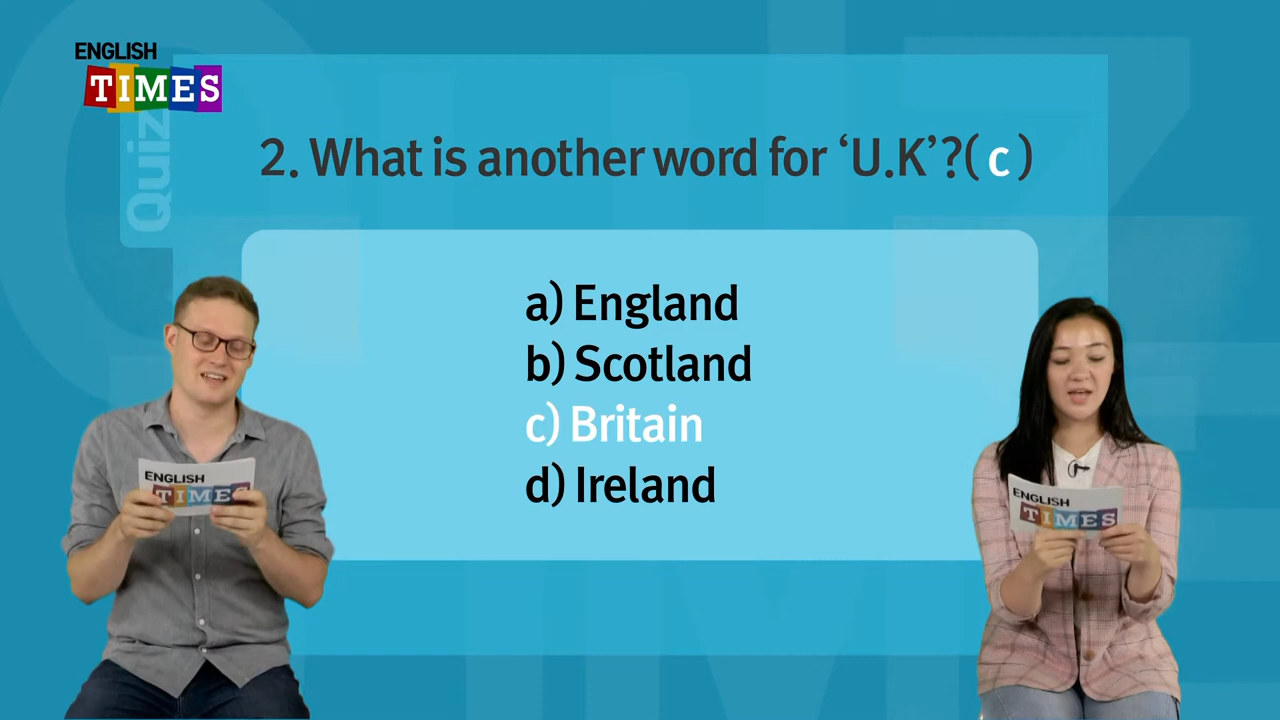 ENGLISH
TIMES
Quiz
2. What is another word for ‘U.K’?( c )
a) England
b) Scotland
c) Britain
d) Ireland
ENGLISH
TIMES
ENGLISH
TIMES